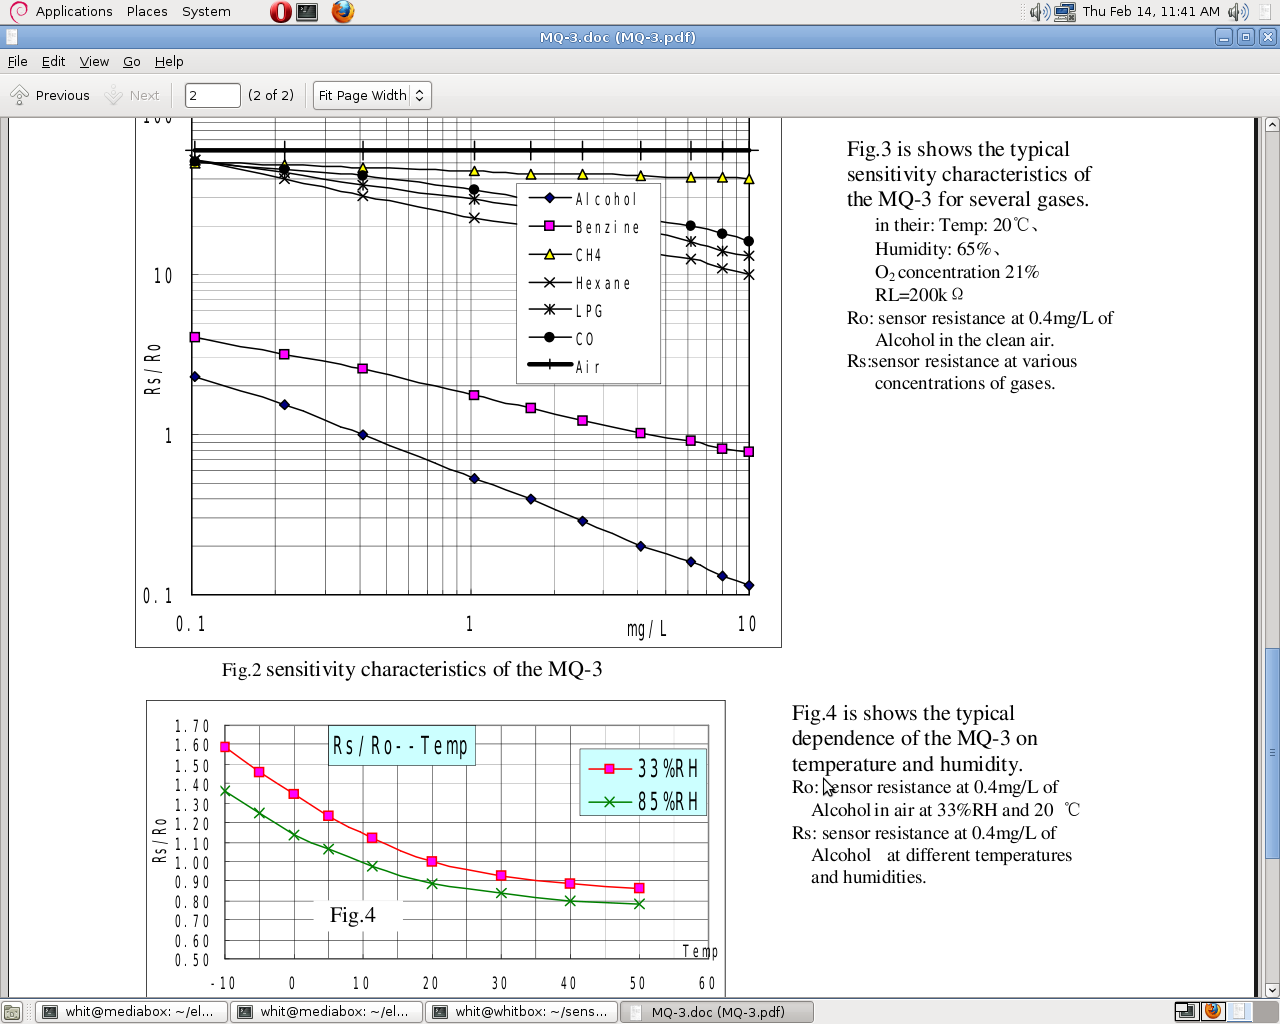 Applications Places System Thu Feb 14, 11:41 AM
MQ-3.doc (MQ-3.pdf)
File Edit View Go Help
Previous Next 2 (2 of 2) Fit Page Width
100
10
1
0.1
Rs/Ro
0.1 1 mg/L 10
Alcohol
Benzine
CH4
Hexane
LPG
CO
Air
Fig.2 sensitivity characteristics of the MQ-3
Fig.3 is shows the typical
sensitivity characteristics of
the MQ-3 for several gases.
in their: Temp: 20℃、
Humidity: 65%、
O₂ concentration 21%
RL=200k Ω
Ro: sensor resistance at 0.4mg/L of
Alcohol in the clean air.
Rs:sensor resistance at various
concentrations of gases.
Rs/Ro--Temp
33%RH
85%RH
1.70
1.60
1.50
1.40
1.30
1.20
1.10
1.00
0.90
0.80
0.70
0.60
0.50
Rs/Ro
Fig.4
Temp
-10 0 10 20 30 40 50 60
Fig.4 is shows the typical
dependence of the MQ-3 on
temperature and humidity.
Ro: sensor resistance at 0.4mg/L of
Alcohol in air at 33%RH and 20 ℃
Rs: sensor resistance at 0.4mg/L of
Alcohol at different temperatures
and humidities.
whit@mediabox: ~/el... whit@mediabox: ~/el... whit@whitbox: ~/sens... MQ-3.doc (MQ-3.pdf)